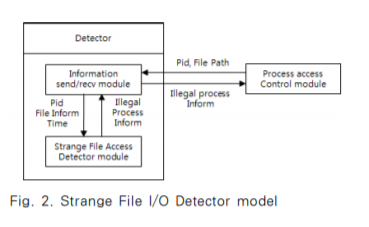 Detector
Information
send/recv module
Pid, File Path
Process access
Control module
Illegal process
Inform
Pid
File Inform
Time
Illegal
Process
Inform
Strange File Access
Detector module
Fig. 2. Strange File I/O Detector model